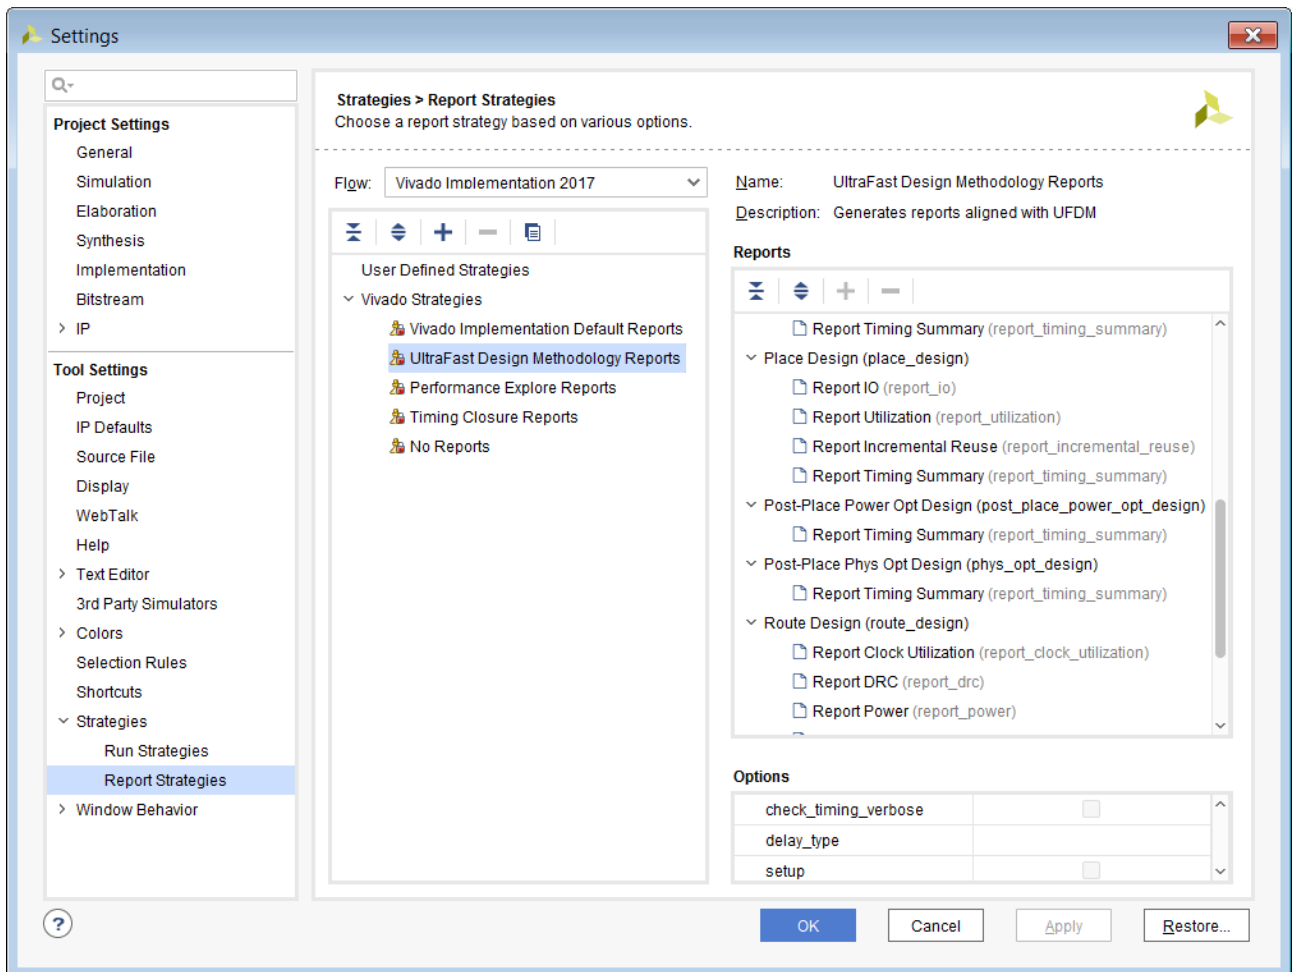 Settings
Project Settings
General
Simulation
Elaboration
Synthesis
Implementation
Bitstream
IP
Tool Settings
Project
IP Defaults
Source File
Display
WebTalk
Help
Text Editor
3rd Party Simulators
Colors
Selection Rules
Shortcuts
Strategies
Run Strategies
Report Strategies
Window Behavior
Strategies > Report Strategies
Choose a report strategy based on various options.
Flow: Vivado Implementation 2017
User Defined Strategies
Vivado Strategies
Vivado Implementation Default Reports
UltraFast Design Methodology Reports
Performance Explore Reports
Timing Closure Reports
No Reports
Name: UltraFast Design Methodology Reports
Description: Generates reports aligned with UFDM
Reports
Report Timing Summary (report_timing_summary)
Place Design (place_design)
Report IO (report_io)
Report Utilization (report_utilization)
Report Incremental Reuse (report_incremental_reuse)
Report Timing Summary (report_timing_summary)
Post-Place Power Opt Design (post_place_power_opt_design)
Report Timing Summary (report_timing_summary)
Post-Place Phys Opt Design (phys_opt_design)
Report Timing Summary (report_timing_summary)
Route Design (route_design)
Report Clock Utilization (report_clock_utilization)
Report DRC (report_drc)
Report Power (report_power)
Options
check_timing_verbose
delay_type
setup
?
OK
Cancel
Apply
Restore...